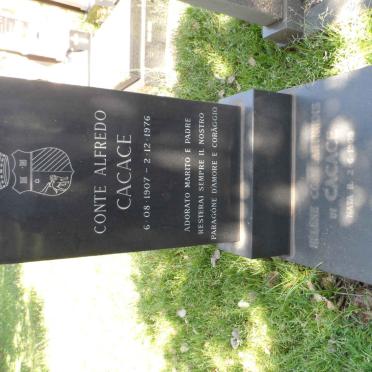 CONTE ALFREDO
CACACE
6·08·1907 - 2·12·1976
ADORATO MARITO E PADRE
RESTERAI SEMPRE IL NOSTRO
PARAGONE D'AMORE E CORAGGIO
DI CACACE